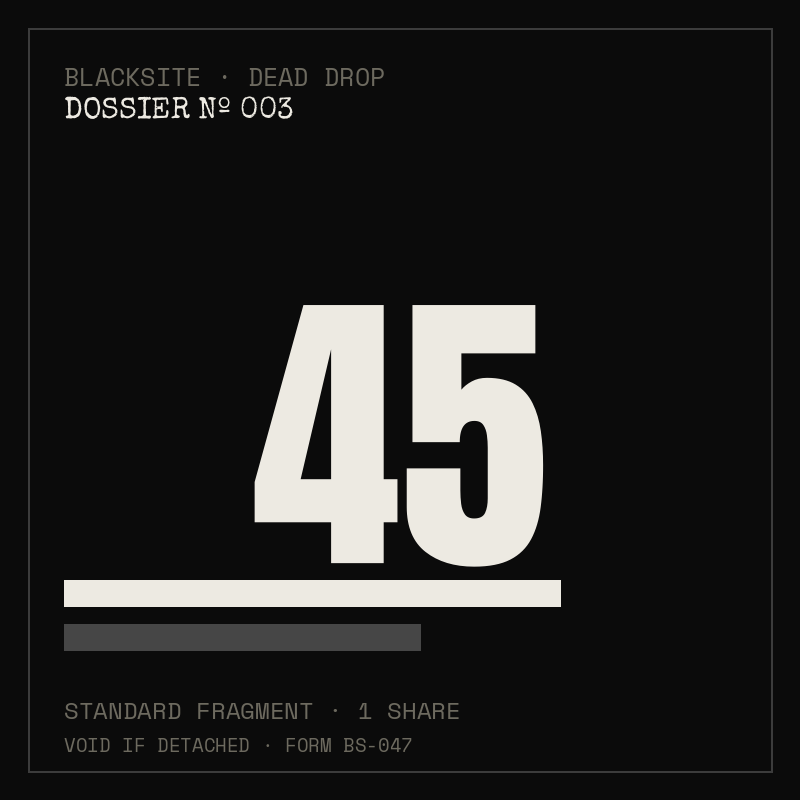 BLACKSITE · DEAD DROP
DOSSIER Nº 003
45
STANDARD FRAGMENT · 1 SHARE
VOID IF DETACHED · FORM BS-047